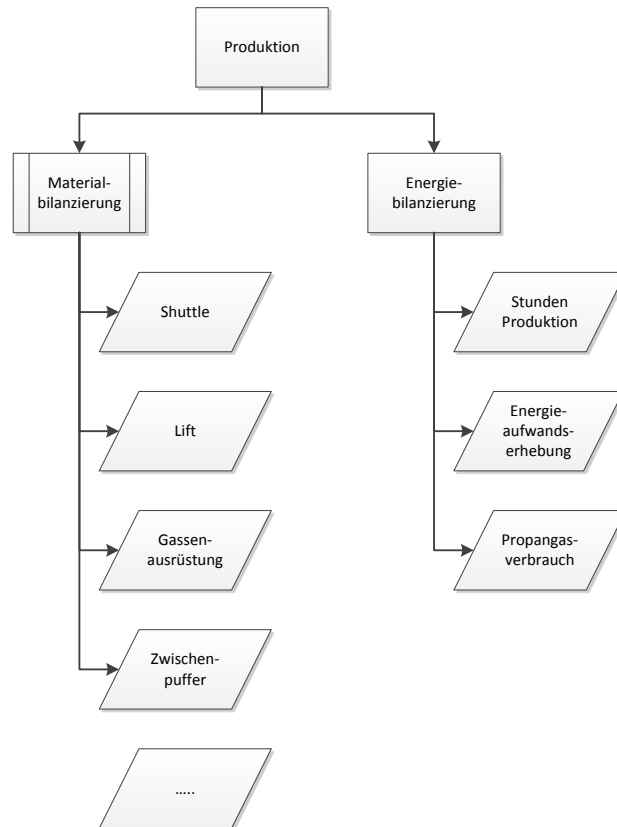 Produktion
Material-
bilanzierung
Energie-
bilanzierung
Shuttle
Stunden
Produktion
Lift
Energie-
aufwands-
erhebung
Gassen-
ausrüstung
Propangas-
verbrauch
Zwischen-
puffer
.....